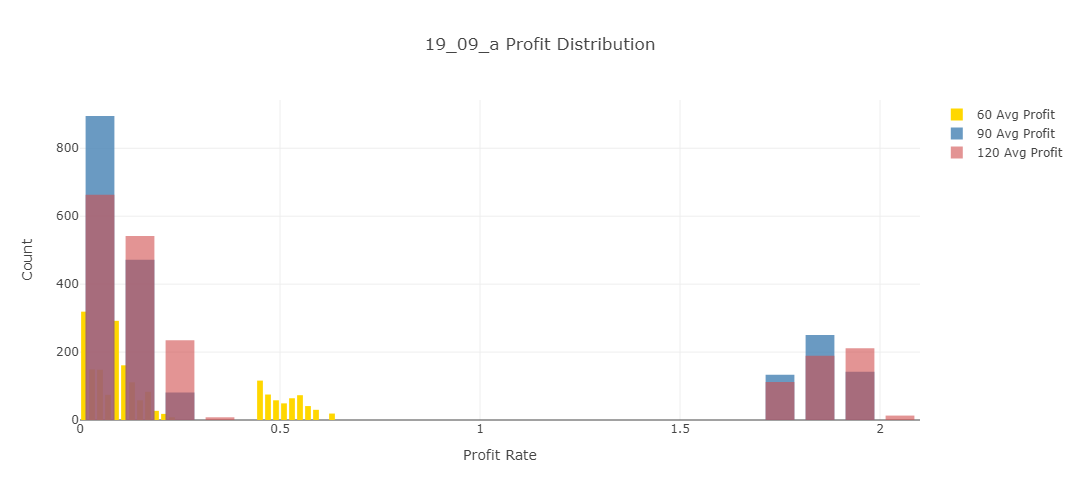 19_09_a Profit Distribution
60 Avg Profit
90 Avg Profit
120 Avg Profit
Count
800
600
400
200
0
0 0.5 1 1.5 2
Profit Rate